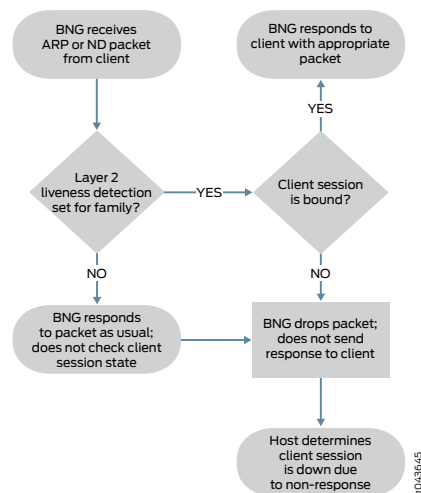 BNG receives
ARP or ND packet
from client
BNG responds to
client with appropriate
packet
YES
Layer 2
liveness detection
set for family?
YES
Client session
is bound?
NO
NO
BNG responds
to packet as usual;
does not check client
session state
BNG drops packet;
does not send
response to client
Host determines
client session
is down due
to non-response
g043645